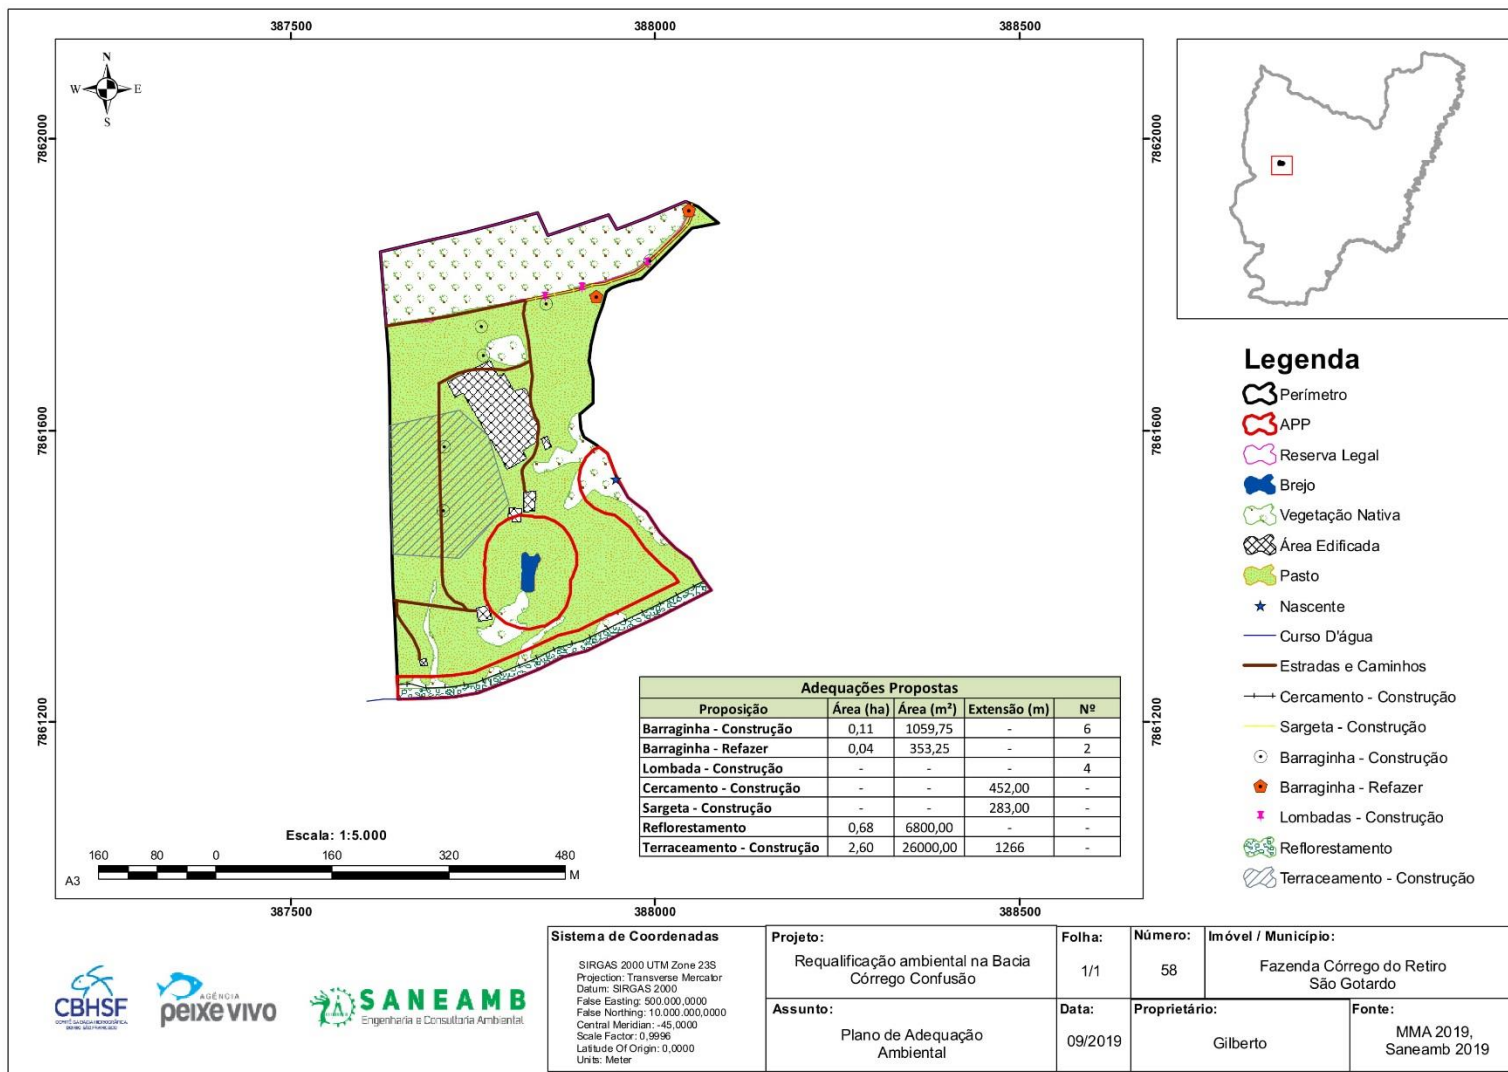 387500
388000
388500
N
W
E
S
7862000
7862000
7861600
7861600
7861200
7861200
Legenda
Perímetro
APP
Reserva Legal
Brejo
Vegetação Nativa
Área Edificada
Pasto
Nascente
Curso D'água
Estradas e Caminhos
Cercamento - Construção
Sargeta - Construção
Barraginha - Construção
Barraginha - Refazer
Lombadas - Construção
Reflorestamento
Terraceamento - Construção
Adequações Propostas
Proposição Área (ha) Área (m²) Extensão (m) Nº
Barraginha - Construção 0,11 1059,75 - 6
Barraginha - Refazer 0,04 353,25 - 2
Lombada - Construção - - - 4
Cercamento - Construção - - 452,00 -
Sargeta - Construção - - 283,00 -
Reflorestamento 0,68 6800,00 - -
Terraceamento - Construção 2,60 26000,00 1266 -
Escala: 1:5.000
160 80 0 160 320 480
M
A3
387500
388000
388500
CBHSF
AGÊNCIA
peixe vivo
SANEAMB
Engenharia e Consultoria Ambiental
Sistema de Coordenadas
SIRGAS 2000 UTM Zone 23S
Projection: Transverse Mercator
Datum: SIRGAS 2000
False Easting: 500.000,0000
False Northing: 10.000.000,0000
Central Meridian: -45,0000
Scale Factor: 0,9996
Latitude Of Origin: 0,0000
Units: Meter
Projeto:
Requalificação ambiental na Bacia
Córrego Confusão
Folha:
1/1
Número:
58
Imóvel / Município:
Fazenda Córrego do Retiro
São Gotardo
Assunto:
Plano de Adequação
Ambiental
Data:
09/2019
Proprietário:
Gilberto
Fonte:
MMA 2019,
Saneamb 2019